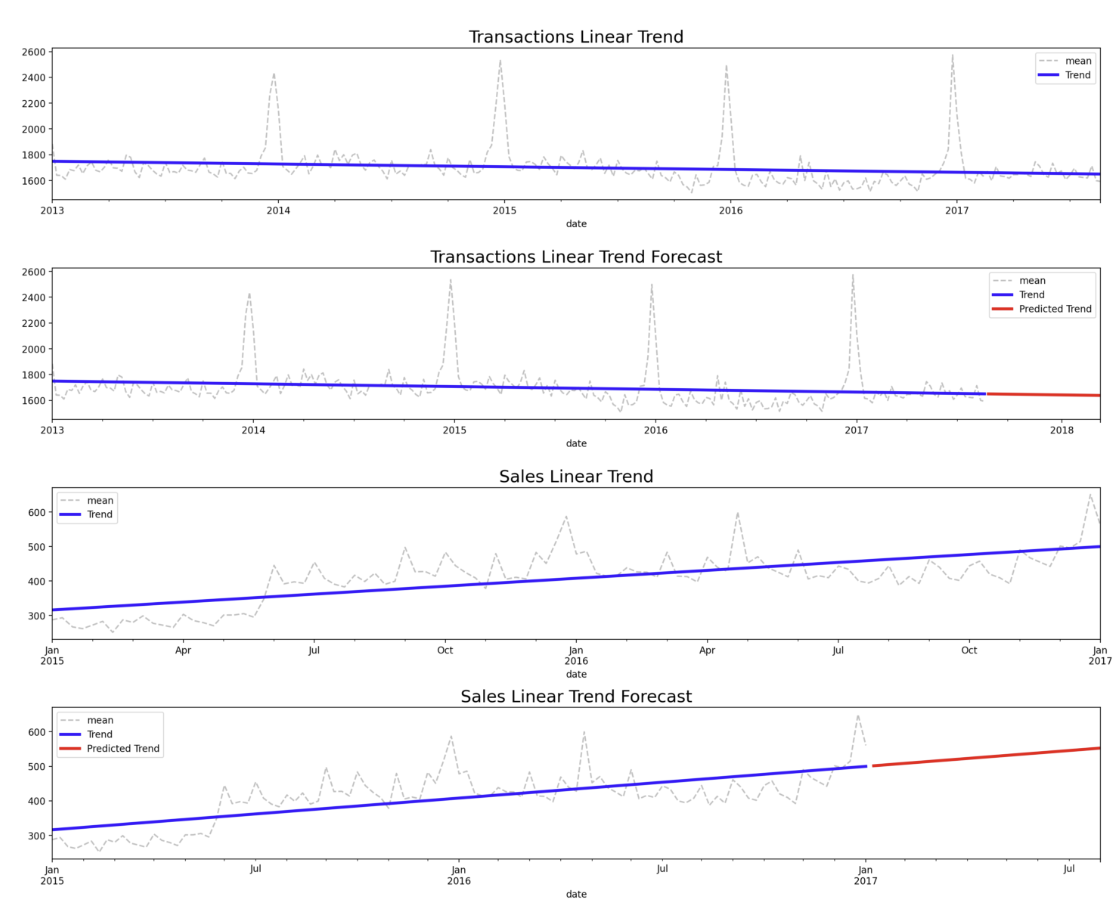 Transactions Linear Trend
2600
2400
2200
2000
1800
1600
mean
Trend
2013 2014 2015 2016 2017
date
Transactions Linear Trend Forecast
2600
2400
2200
2000
1800
1600
mean
Trend
Predicted Trend
2013 2014 2015 2016 2017 2018
date
Sales Linear Trend
600
500
400
300
mean
Trend
Jan Apr Jul Oct Jan Apr Jul Oct Jan
2015 2016 2017
date
Sales Linear Trend Forecast
600
500
400
300
mean
Trend
Predicted Trend
Jan Jul Jan Jul Jan Jul
2015 2016 2017
date